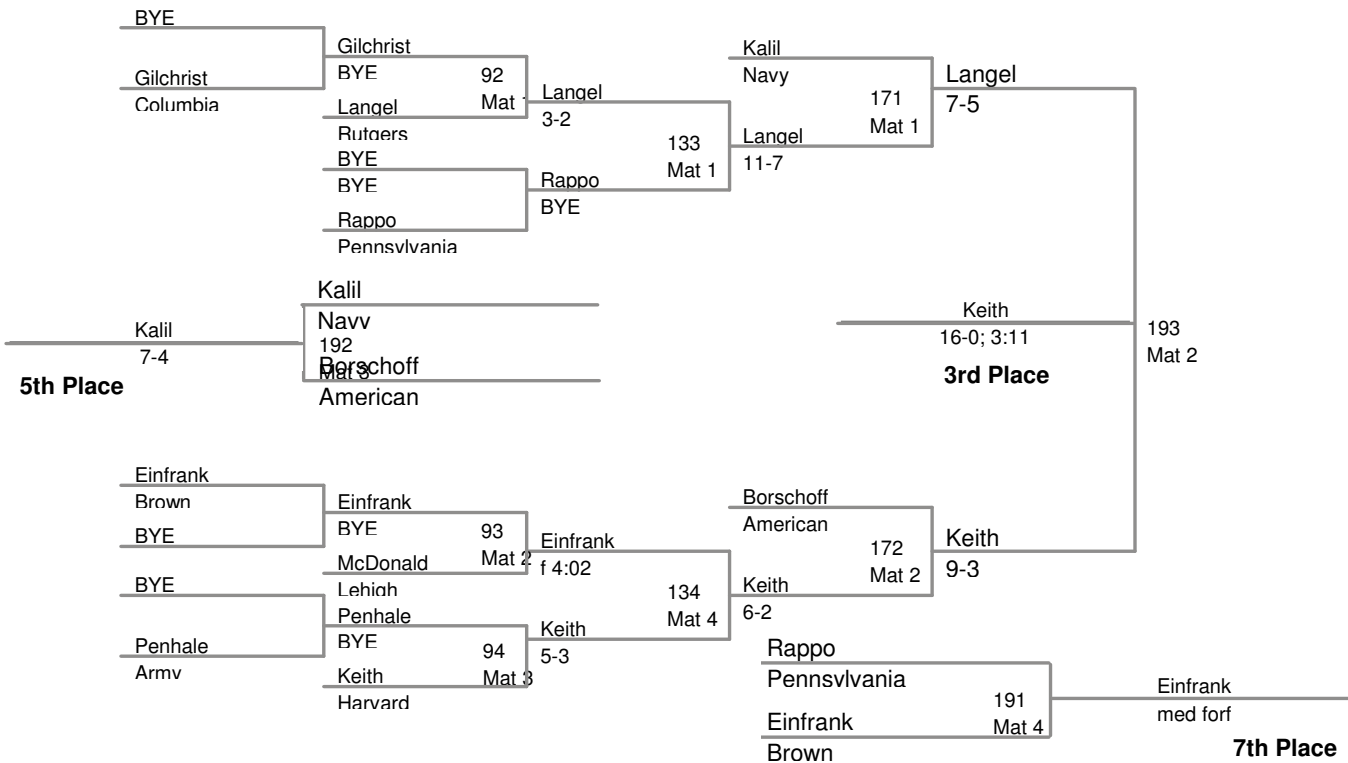 BYE
Gilchrist
Columbia
Gilchrist
BYE
92
Mat
Langel
Rutgers
BYE
BYE
Rappo
Pennsylvania
Langel
3-2
Rappo
BYE
133
Mat 1
Kalil
Navy
Langel
11-7
171
Mat 1
Langel
7-5
Kalil
Navy
192
Mat 3
Borschoff
American
Kalil
7-4
5th Place
Keith
16-0; 3:11
3rd Place
193
Mat 2
Einfrank
Brown
BYE
BYE
Penhale
Army
Einfrank
BYE
93
Mat 2
McDonald
Lehigh
Penhale
BYE
94
Mat 3
Keith
Harvard
Einfrank
f 4:02
Keith
5-3
134
Mat 4
Borschoff
American
Keith
6-2
172
Mat 2
Keith
9-3
Rappo
Pennsylvania
191
Mat 4
Einfrank
Brown
Einfrank
med forf
7th Place